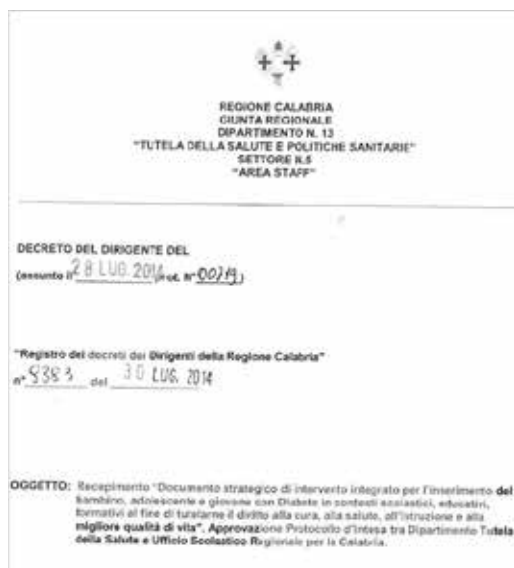 REGIONE CALABRIA
GIUNTA REGIONALE
DIPARTIMENTO N. 13
"TUTELA DELLA SALUTE E POLITICHE SANITARIE"
SETTORE N.5
"AREA STAFF"
DECRETO DEL DIRIGENTE DEL
(assunto il 28 LUG. 2014 prot. N° 00719)
"Registro dei decreti dei Dirigenti della Regione Calabria"
n° 9383 del 30 LUG. 2014
OGGETTO: Recepimento "Documento strategico di intervento integrato per l'inserimento del
bambino, adolescente e giovane con Diabete in contesti scolastici, educativi,
formativi al fine di tutelarne il diritto alla cura, alla salute, all'istruzione e alla
migliore qualità di vita". Approvazione Protocollo d'Intesa tra Dipartimento Tutela
della Salute e Ufficio Scolastico Regionale per la Calabria.